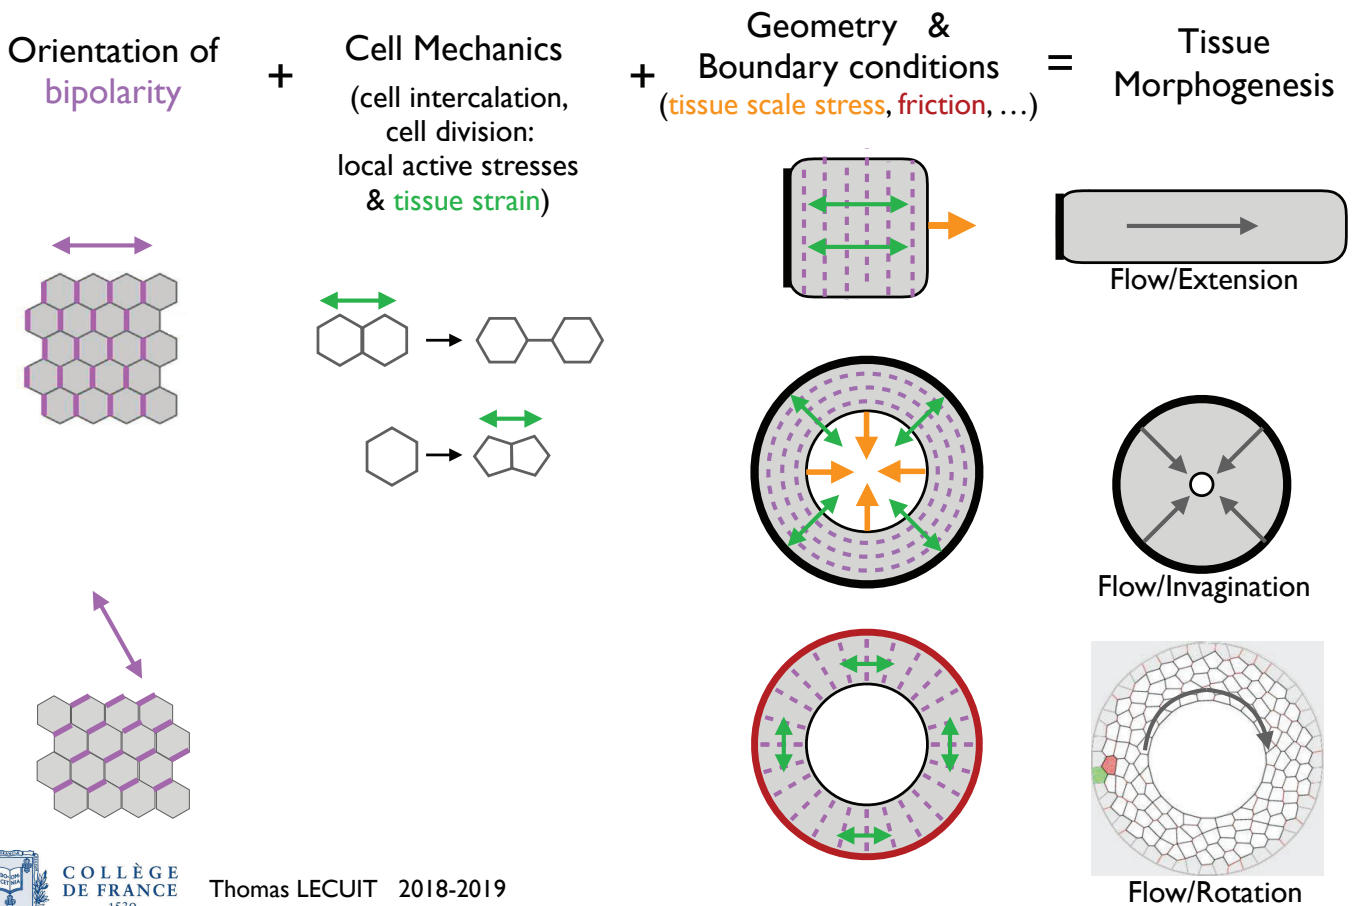 Orientation of
bipolarity
+
Cell Mechanics
(cell intercalation,
cell division:
local active stresses
& tissue strain)
+
Geometry &
Boundary conditions
(tissue scale stress, friction, …)
=
Tissue
Morphogenesis
Flow/Extension
Flow/Invagination
Flow/Rotation
COLLÈGE
DE FRANCE
1530
Thomas LECUIT 2018-2019